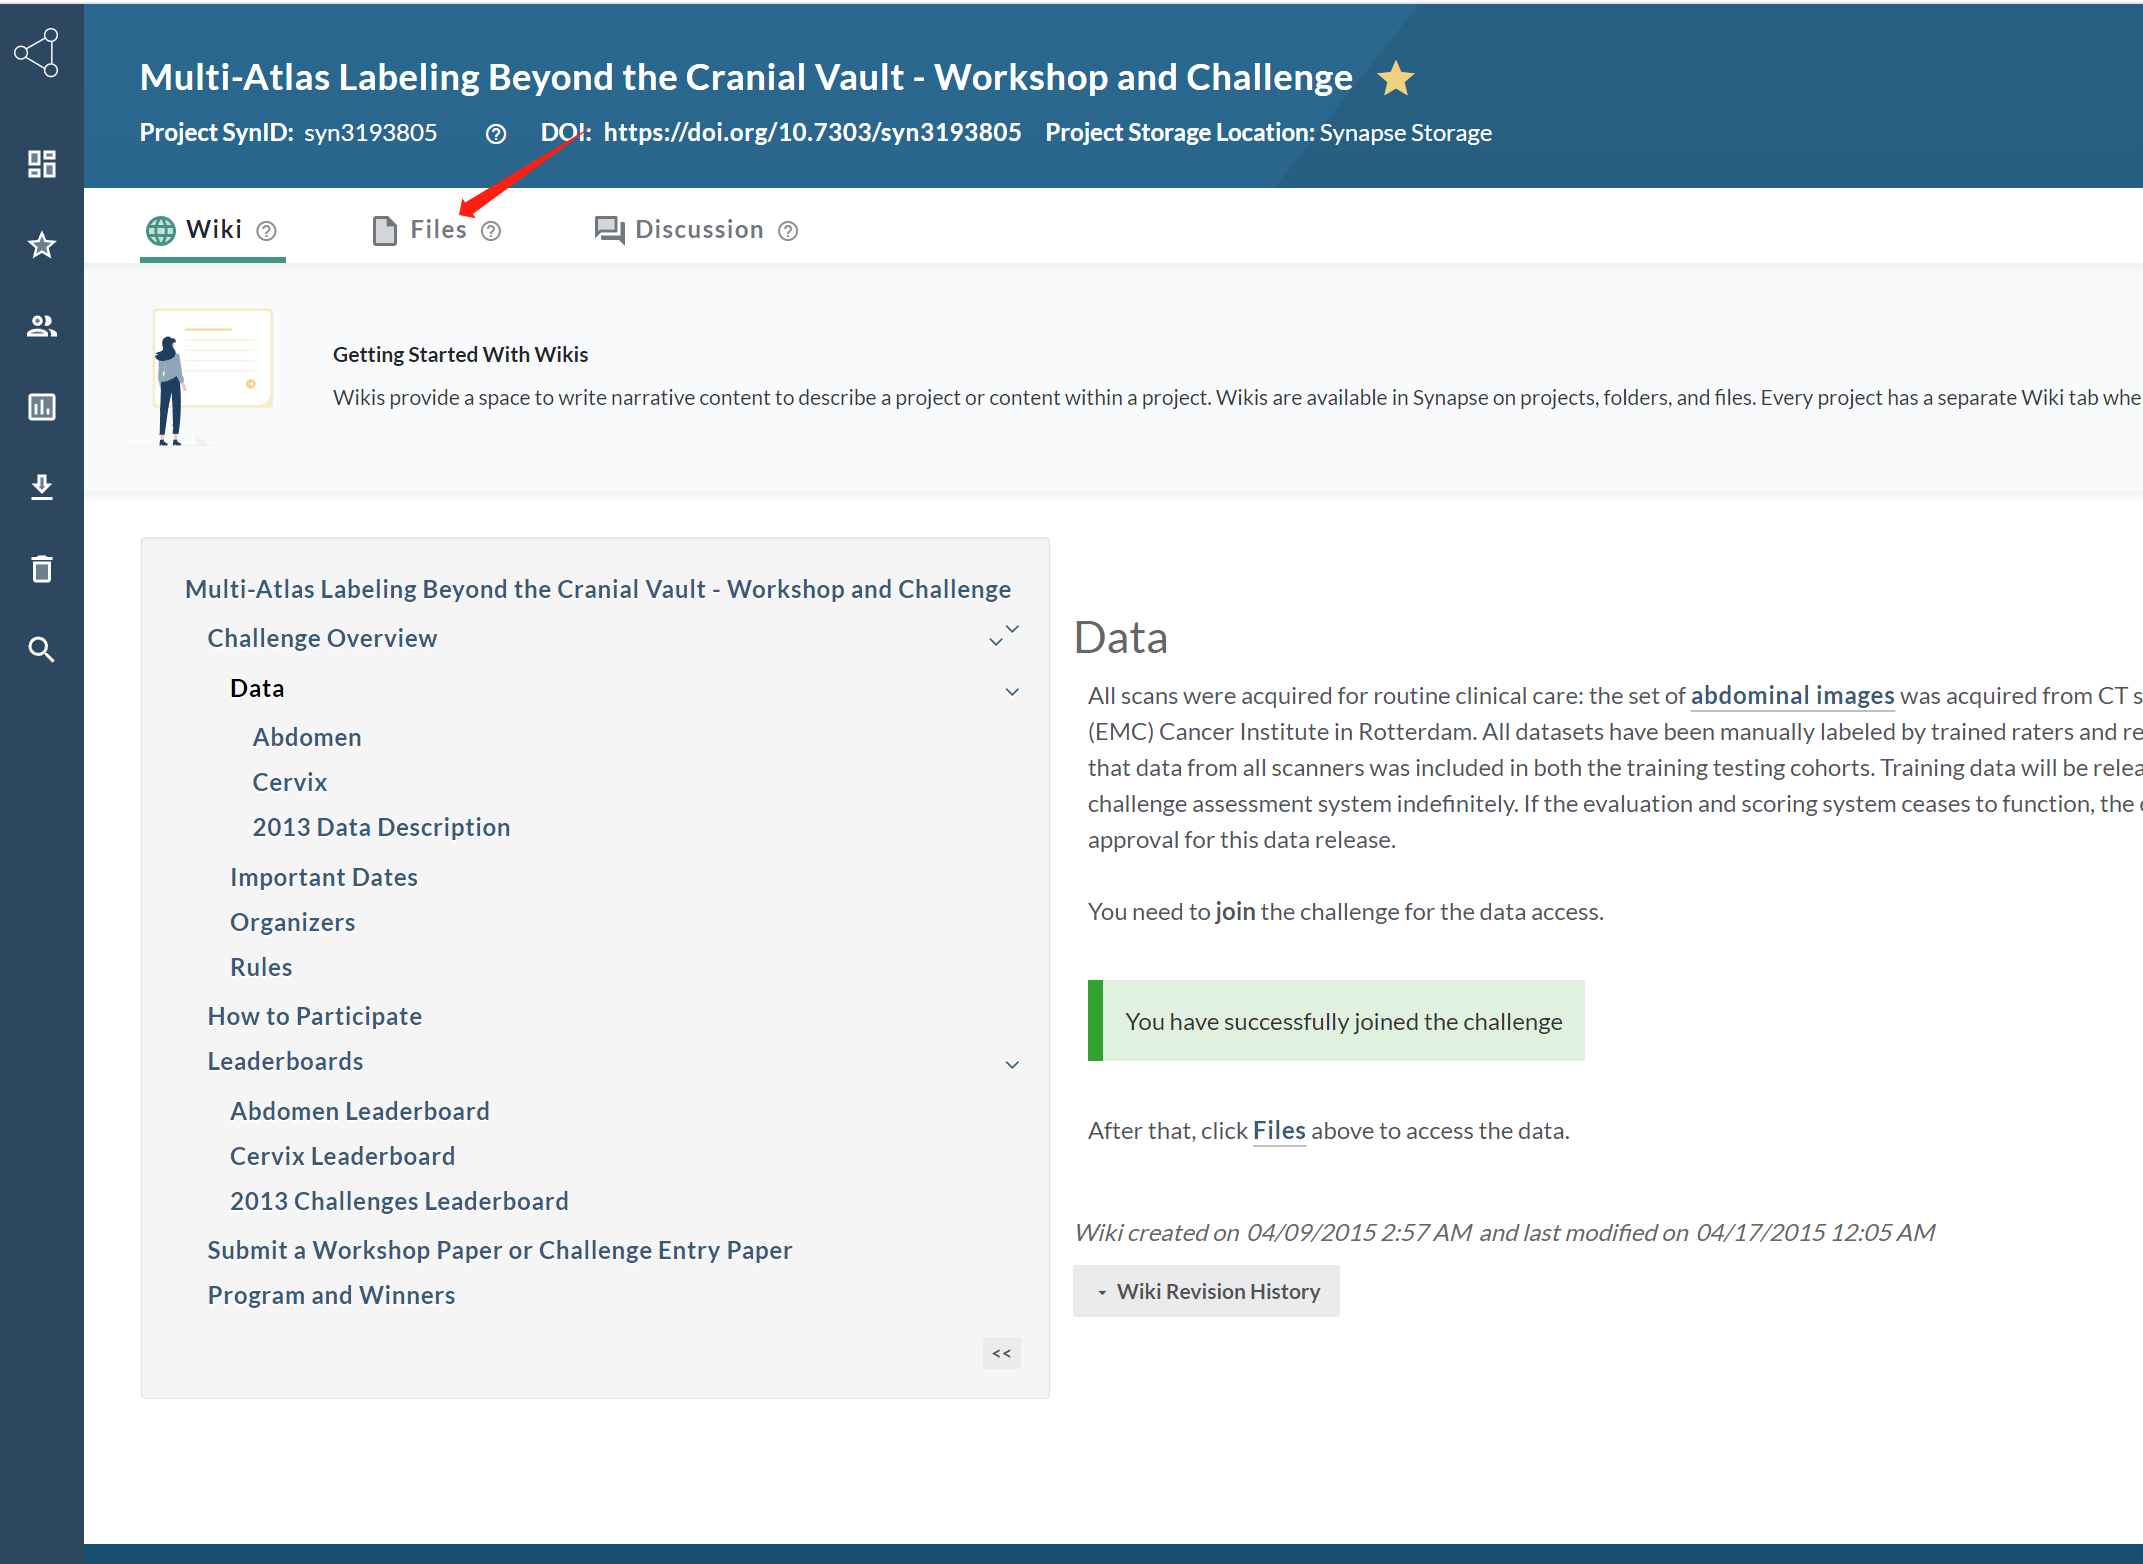 Multi-Atlas Labeling Beyond the Cranial Vault - Workshop and Challenge
Project SynID: syn3193805 DOI: https://doi.org/10.7303/syn3193805 Project Storage Location: Synapse Storage
Wiki Files Discussion
Getting Started With Wikis
Wikis provide a space to write narrative content to describe a project or content within a project. Wikis are available in Synapse on projects, folders, and files. Every project has a separate Wiki tab whe
Multi-Atlas Labeling Beyond the Cranial Vault - Workshop and Challenge
Challenge Overview
Data
Abdomen
Cervix
2013 Data Description
Important Dates
Organizers
Rules
How to Participate
Leaderboards
Abdomen Leaderboard
Cervix Leaderboard
2013 Challenges Leaderboard
Submit a Workshop Paper or Challenge Entry Paper
Program and Winners
<<
Data
All scans were acquired for routine clinical care: the set of abdominal images was acquired from CT s
(EMC) Cancer Institute in Rotterdam. All datasets have been manually labeled by trained raters and re
that data from all scanners was included in both the training testing cohorts. Training data will be relea
challenge assessment system indefinitely. If the evaluation and scoring system ceases to function, the
approval for this data release.
You need to join the challenge for the data access.
You have successfully joined the challenge
After that, click Files above to access the data.
Wiki created on 04/09/2015 2:57 AM and last modified on 04/17/2015 12:05 AM
Wiki Revision History